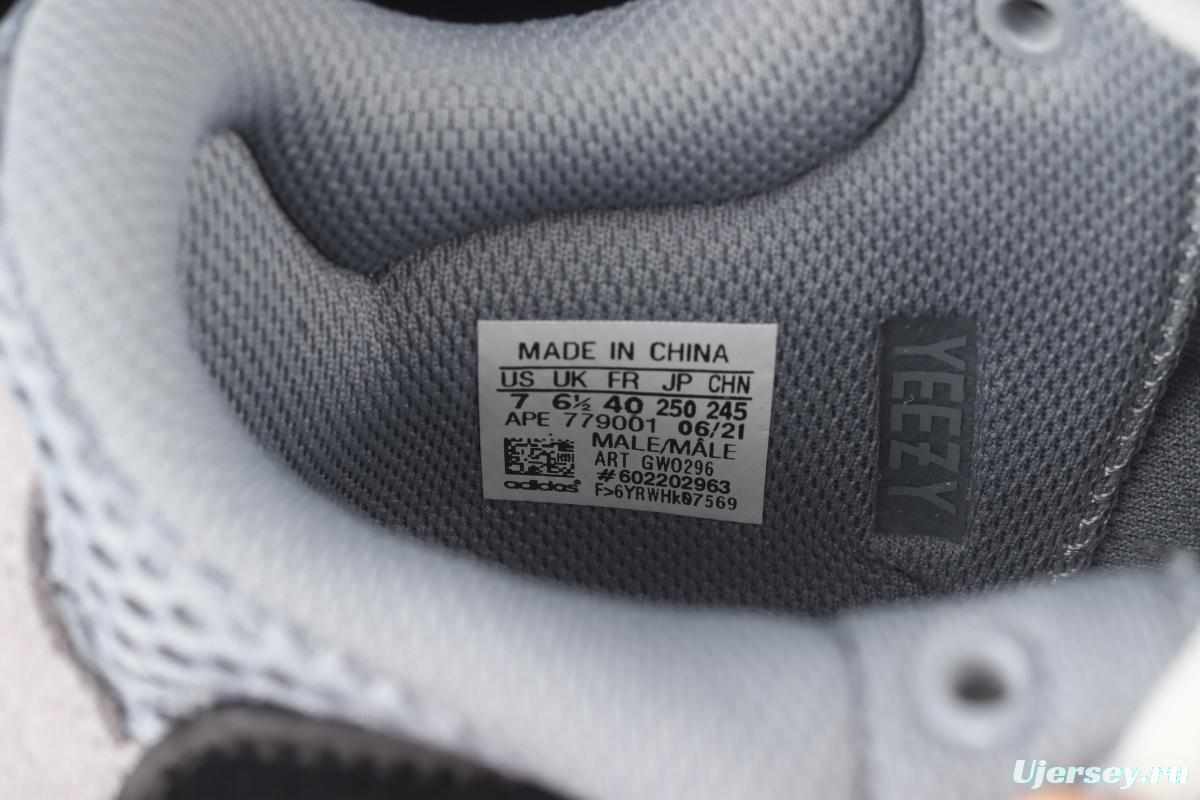 MADE IN CHINA
US UK FR JP CHN
7 6½ 40 250 245
APE 779001 06/21
MALE/MÂLE
ART GW0296
#602202963
adidas®
F>6YRWHk07569
YEEZY
Ujersey.ru